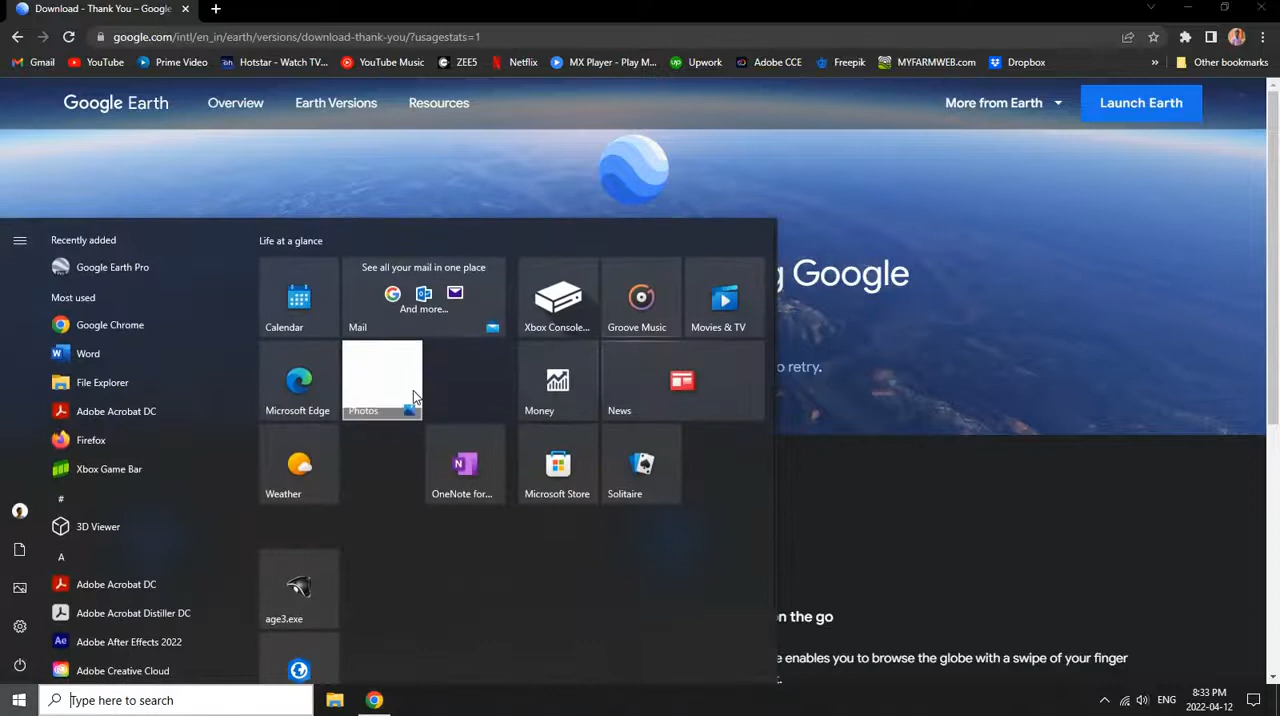 Download - Thank You – Google
google.com/intl/en_in/earth/versions/download-thank-you/?usagestats=1
Gmail YouTube Prime Video Hotstar - Watch TV... YouTube Music ZEE5 Netflix MX Player - Play M... Upwork Adobe CCE Freepik MYFARMWEB.com Dropbox » Other bookmarks
Google Earth Overview Earth Versions Resources More from Earth Launch Earth
Recently added
Google Earth Pro
Most used
Google Chrome
Word
File Explorer
Adobe Acrobat DC
Firefox
Xbox Game Bar
#
3D Viewer
A
Adobe Acrobat DC
Adobe Acrobat Distiller DC
Adobe After Effects 2022
Adobe Creative Cloud
Life at a glance
See all your mail in one place
And more...
Calendar Mail Xbox Console... Groove Music Movies & TV
Microsoft Edge Photos Money News
Weather OneNote for... Microsoft Store Solitaire
age3.exe
Google
retry.
on the go
enables you to browse the globe with a swipe of your finger
Type here to search
ENG
8:33 PM
2022-04-12